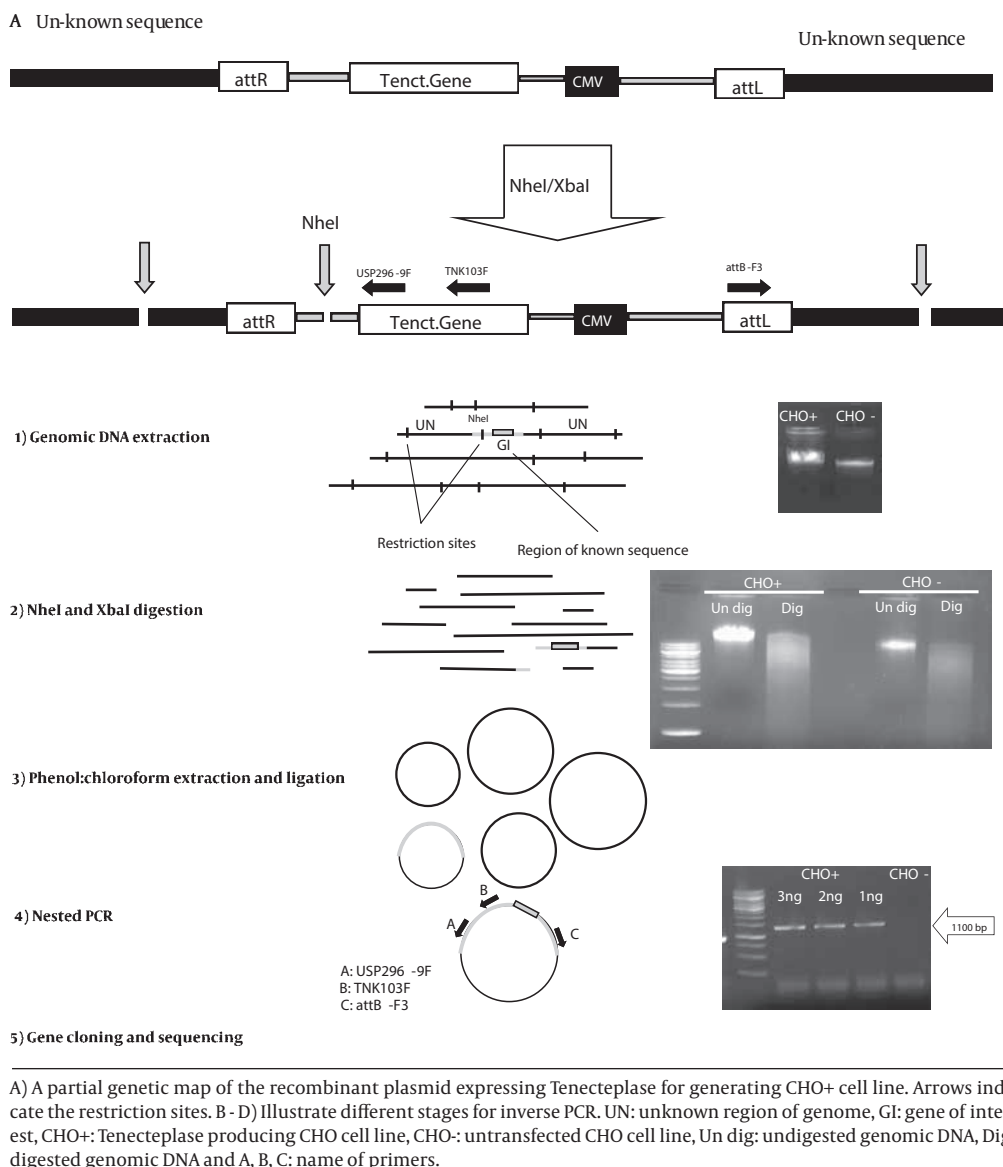 A Un-known sequence
Un-known sequence
attR
Tenct.Gene
CMV
attL
NheI/XbaI
NheI
USP296 -9F
TNK103F
attB -F3
attR
Tenct.Gene
CMV
attL
1) Genomic DNA extraction
UN
NheI
UN
GI
Restriction sites
Region of known sequence
CHO+ CHO -
2) NheI and XbaI digestion
CHO+ CHO -
Un dig Dig Un dig Dig
3) Phenol:chloroform extraction and ligation
4) Nested PCR
B
A
C
A: USP296 -9F
B: TNK103F
C: attB -F3
CHO+ CHO -
3ng 2ng 1ng
1100 bp
5) Gene cloning and sequencing
A) A partial genetic map of the recombinant plasmid expressing Tenecteplase for generating CHO+ cell line. Arrows ind
cate the restriction sites. B - D) Illustrate different stages for inverse PCR. UN: unknown region of genome, GI: gene of inte
est, CHO+: Tenecteplase producing CHO cell line, CHO-: untransfected CHO cell line, Un dig: undigested genomic DNA, Dig
digested genomic DNA and A, B, C: name of primers.